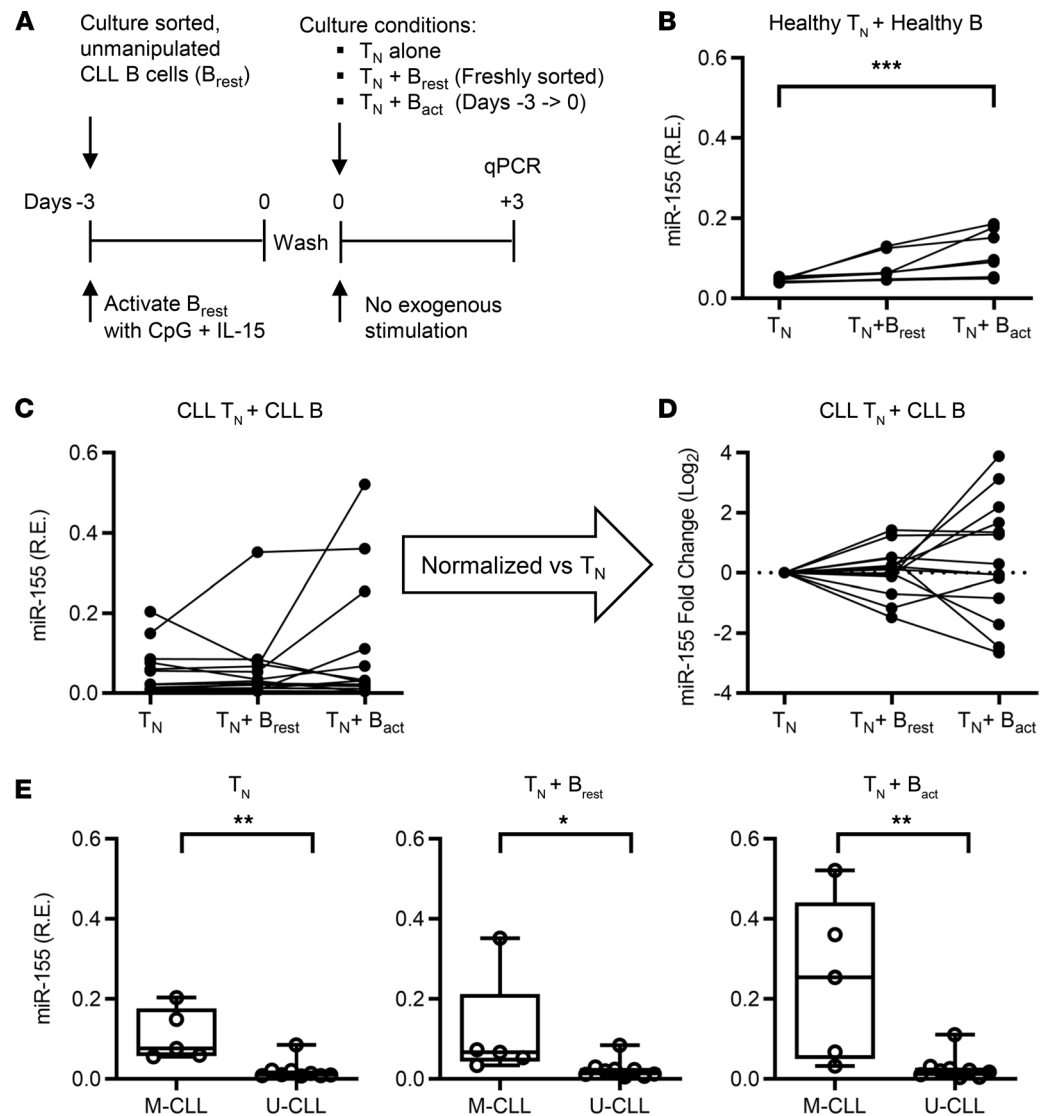 A
Culture sorted,
unmanipulated
CLL B cells (Brest)
Culture conditions:
▪ TN alone
▪ TN + Brest (Freshly sorted)
▪ TN + Bact (Days -3 -> 0)
qPCR
Days -3
0
0
+3
Wash
Activate Brest
with CpG + IL-15
No exogenous
stimulation
B
Healthy TN + Healthy B
***
miR-155 (R.E.)
0.6
0.4
0.2
0.0
TN
TN+Brest
TN+ Bact
C
CLL TN + CLL B
miR-155 (R.E.)
0.6
0.4
0.2
0.0
TN
TN+ Brest
TN+ Bact
Normalized vs TN
D
CLL TN + CLL B
miR-155 Fold Change (Log2)
4
2
0
-2
-4
TN
TN+ Brest
TN+ Bact
E
TN
**
miR-155 (R.E.)
0.6
0.4
0.2
0.0
M-CLL
U-CLL
TN + Brest
*
0.6
0.4
0.2
0.0
M-CLL
U-CLL
TN + Bact
**
0.6
0.4
0.2
0.0
M-CLL
U-CLL